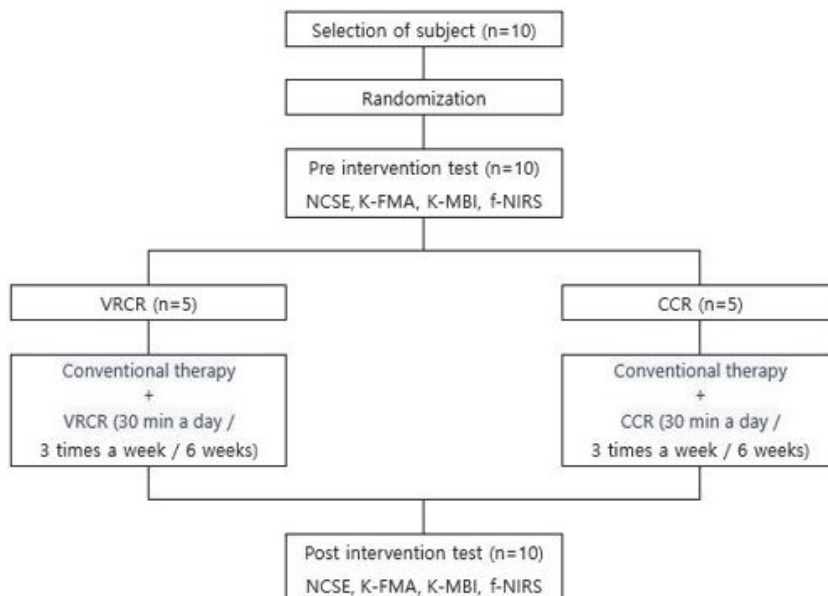 Selection of subject (n=10)
Randomization
Pre intervention test (n=10)
NCSE, K-FMA, K-MBI, f-NIRS
VRCR (n=5)
CCR (n=5)
Conventional therapy
+
VRCR (30 min a day /
3 times a week / 6 weeks)
Conventional therapy
+
CCR (30 min a day /
3 times a week / 6 weeks)
Post intervention test (n=10)
NCSE, K-FMA, K-MBI, f-NIRS